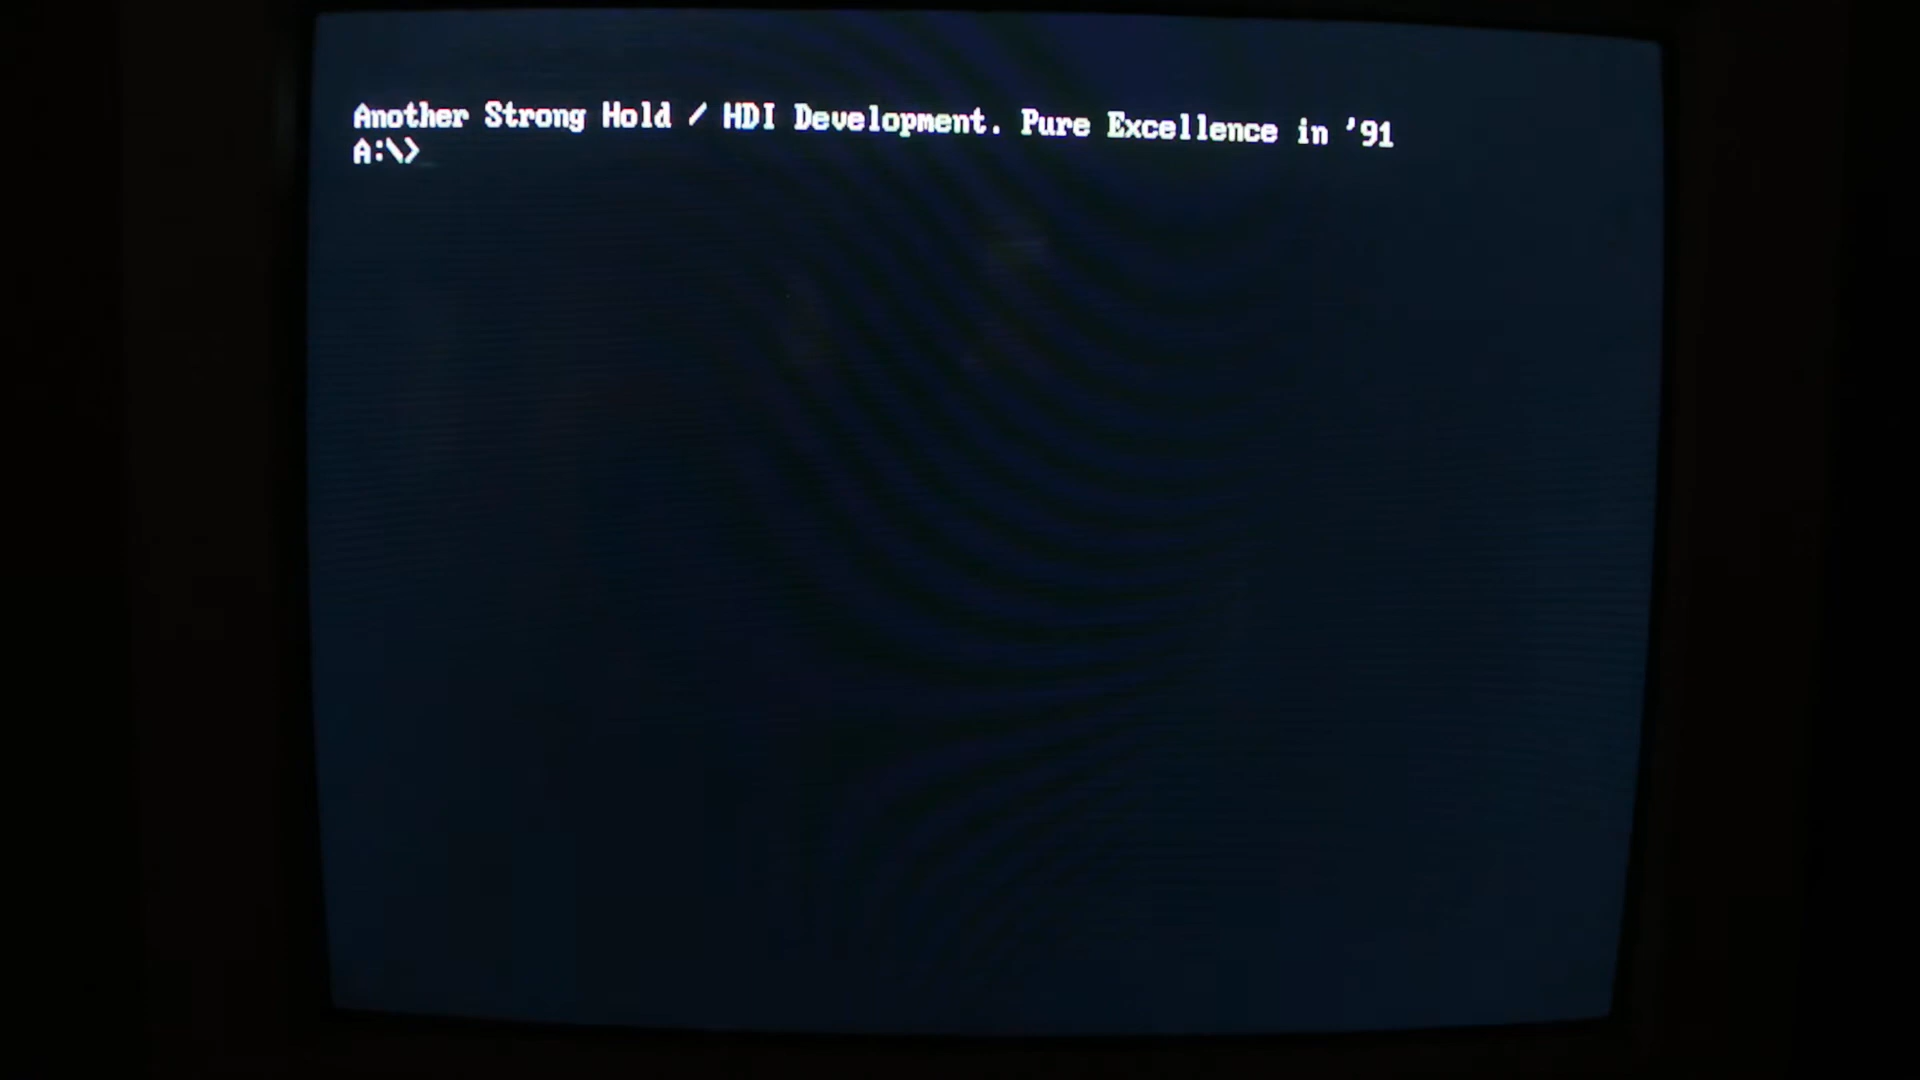 Another Strong Hold / HDI Development. Pure Excellence in '91
A:\>